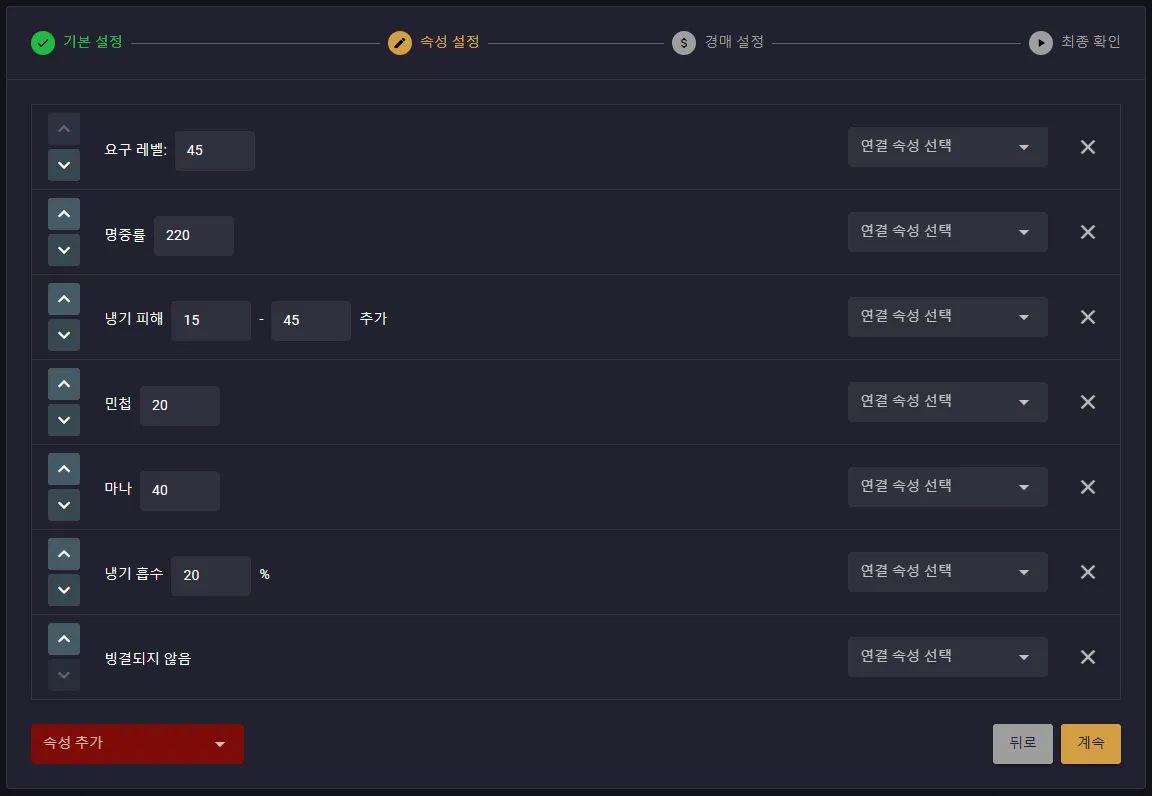 기본 설정
속성 설정
$ 경매 설정
최종 확인
요구 레벨: 45 연결 속성 선택
명중률 220 연결 속성 선택
냉기 피해 15 - 45 추가 연결 속성 선택
민첩 20 연결 속성 선택
마나 40 연결 속성 선택
냉기 흡수 20 % 연결 속성 선택
빙결되지 않음 연결 속성 선택
속성 추가 뒤로 계속